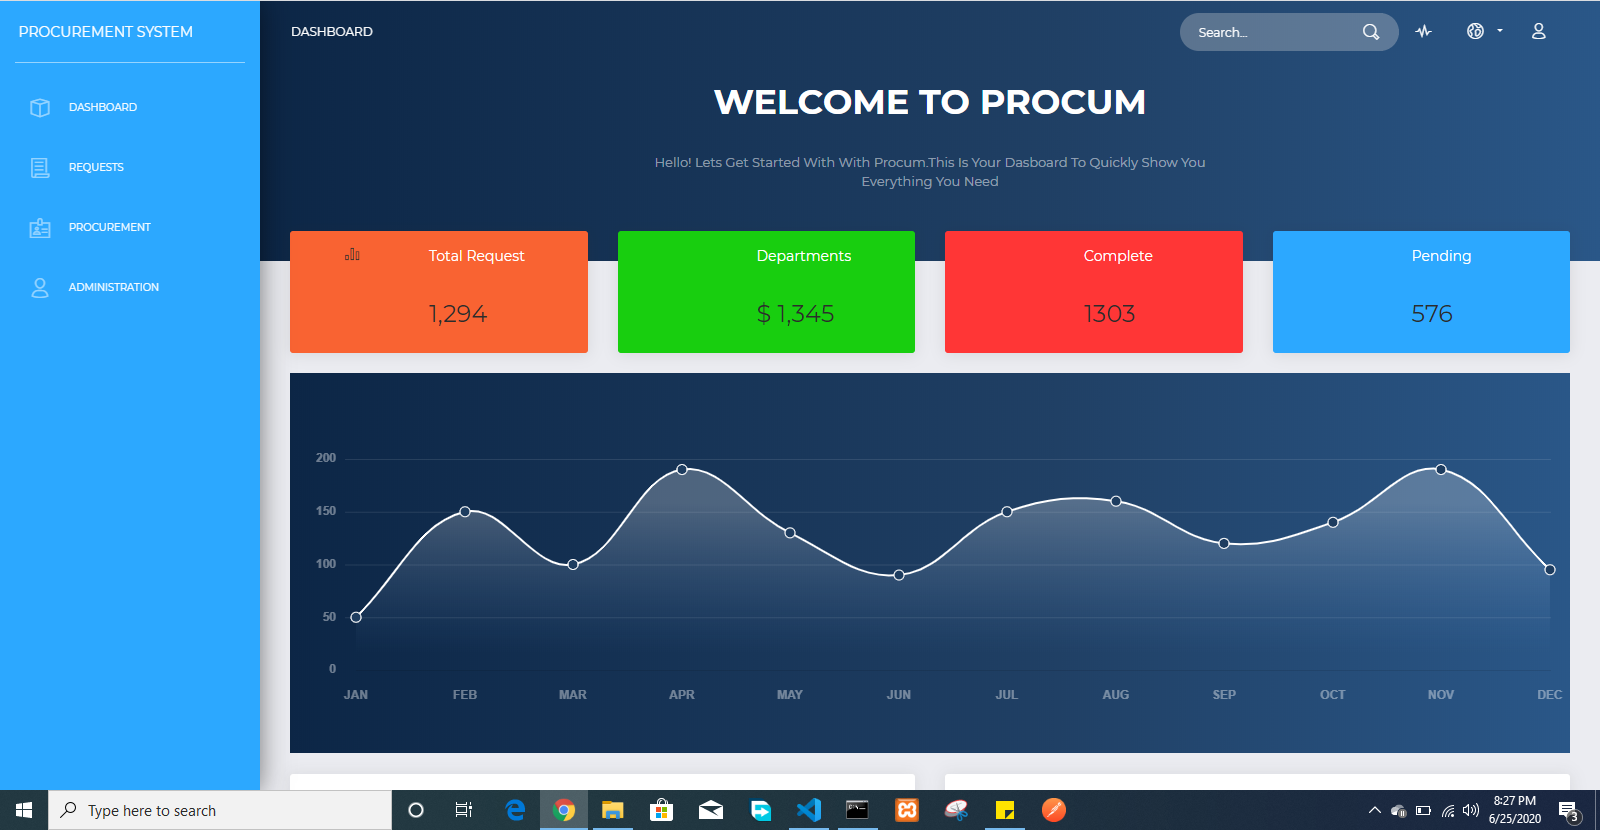 PROCUREMENT SYSTEM
DASHBOARD
REQUESTS
PROCUREMENT
ADMINISTRATION
DASHBOARD
Search...
WELCOME TO PROCUM
Hello! Lets Get Started With With Procum.This Is Your Dasboard To Quickly Show You
Everything You Need
Total Request
1,294
Departments
$ 1,345
Complete
1303
Pending
576
200
150
100
50
0
JAN FEB MAR APR MAY JUN JUL AUG SEP OCT NOV DEC
Type here to search
8:27 PM
6/25/2020
3